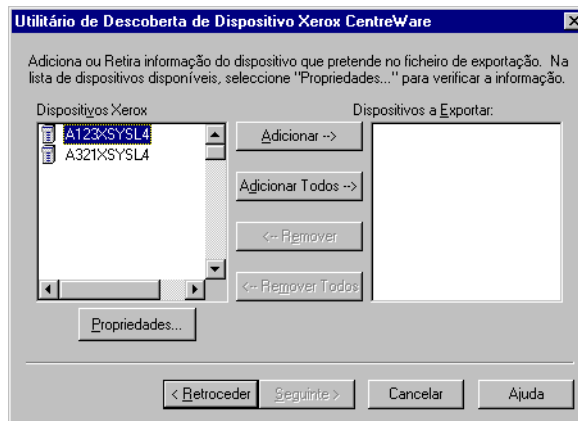 Utilitário de Descoberta de Dispositivo Xerox CentreWare
Adiciona ou Retira informação do dispositivo que pretende no ficheiro de exportação. Na
lista de dispositivos disponíveis, seleccione "Propriedades..." para verificar a informação.
Dispositivos Xerox
Dispositivos a Exportar:
A123XSYSL4
A321XSYSL4
Adicionar -->
Adicionar Todos -->
<-- Remover
<-- Remover Todos
Propriedades...
< Retroceder
Seguinte >
Cancelar
Ajuda